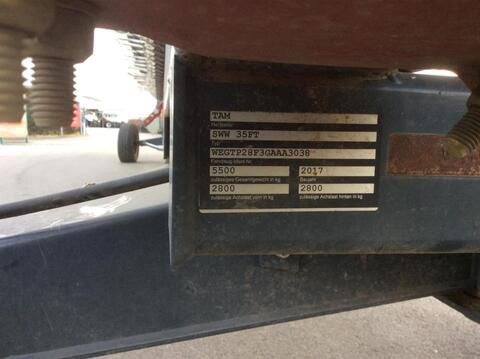 TAM
Hersteller
SWW 35FT
Typ
WEGTP28F3GAAA3038
Fahrzeug-Ident-Nr.
5500 2017
zulässiges Gesamtgewicht in kg Baujahr
2800 2800
zulässige Achslast vorn in kg zulässige Achslast hinten in kg